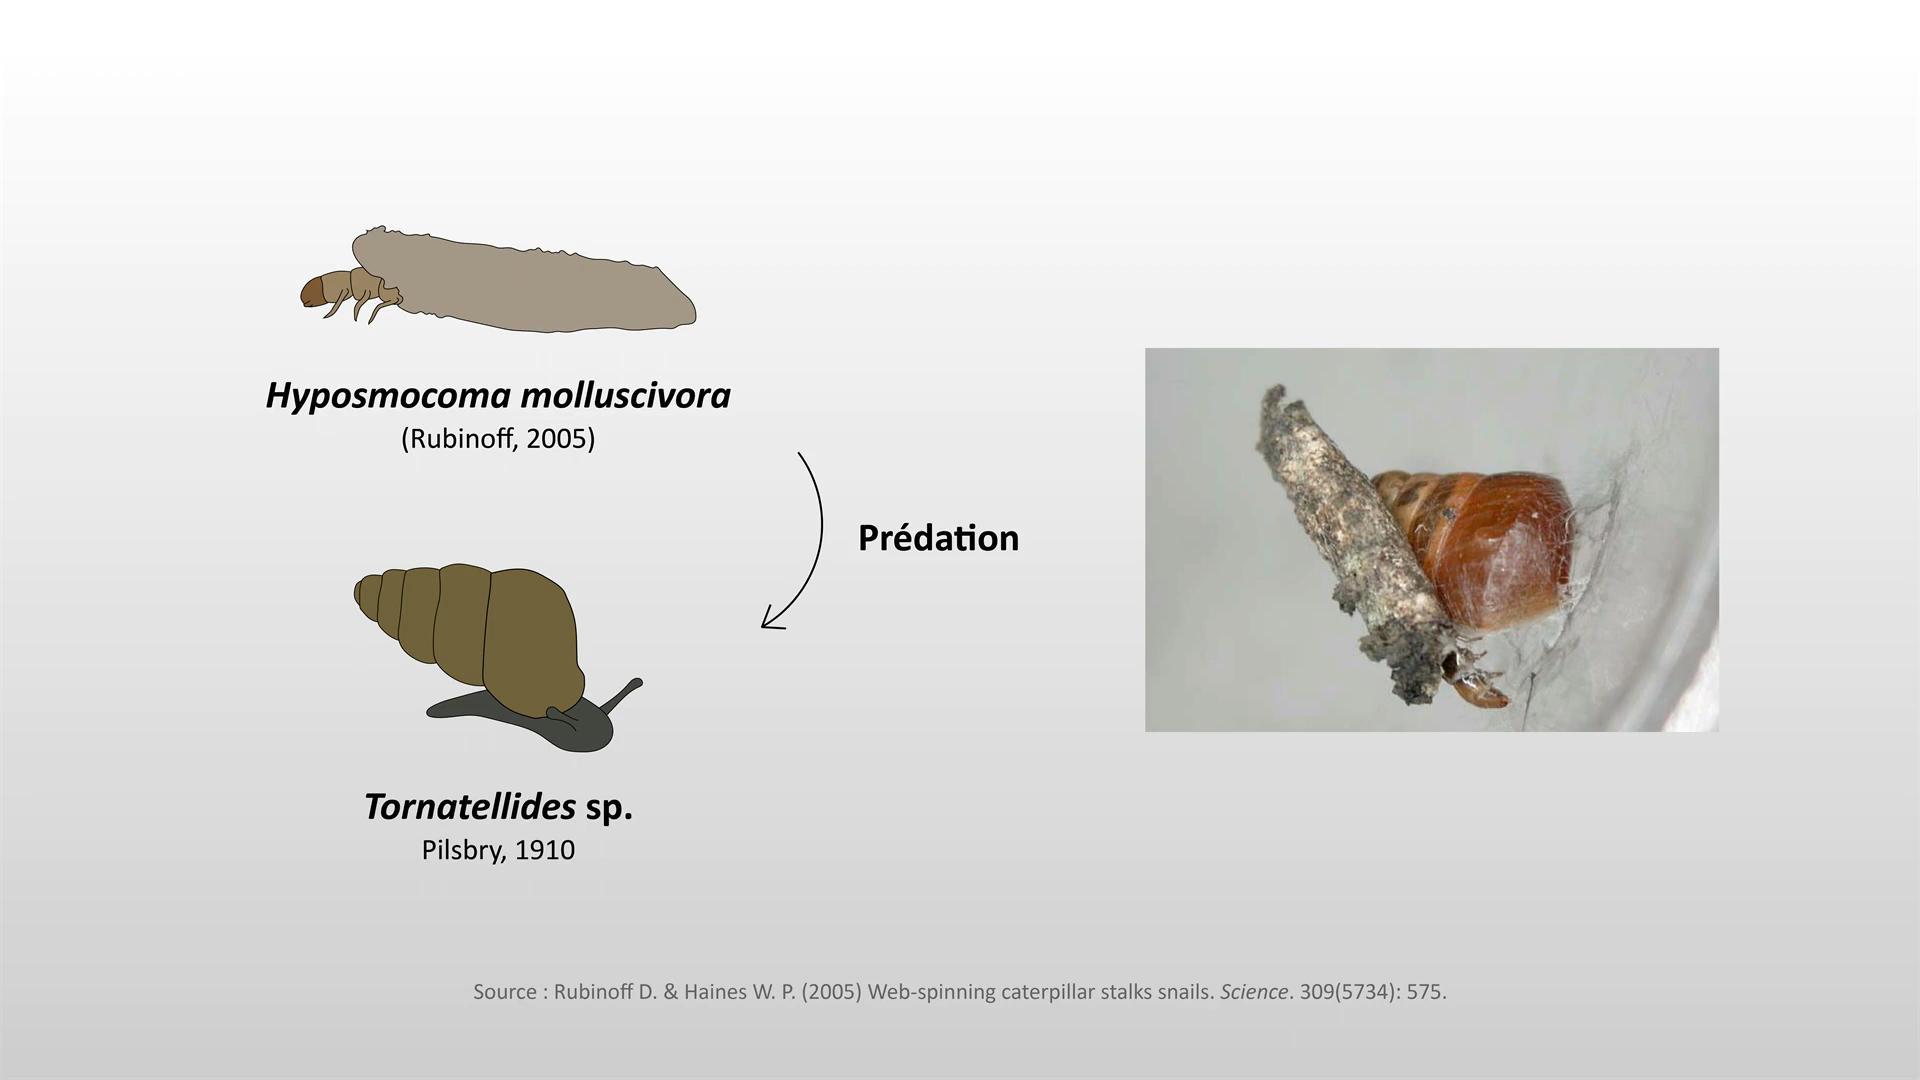 Hyposmocoma molluscivora
(Rubinoff, 2005)
Prédation
Tornatellides sp.
Pilsbry, 1910
Source : Rubinoff D. & Haines W. P. (2005) Web-spinning caterpillar stalks snails. Science. 309(5734): 575.